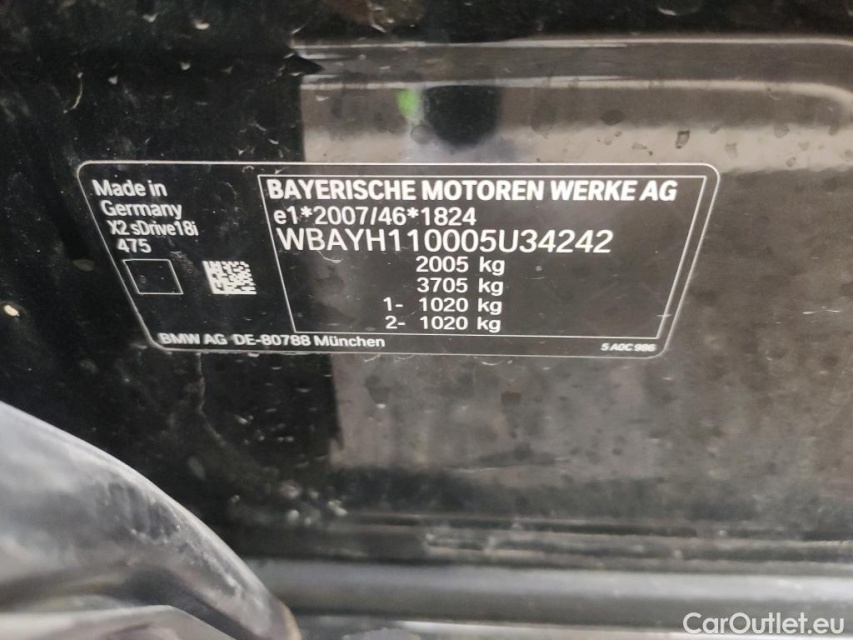 Made in
Germany
X2 sDrive18i
475
BAYERISCHE MOTOREN WERKE AG
e1*2007/46*1824
WBAYH110005U34242
2005 kg
3705 kg
1- 1020 kg
2- 1020 kg
BMW AG DE-80788 München
5 A0C 986
CarOutlet.eu